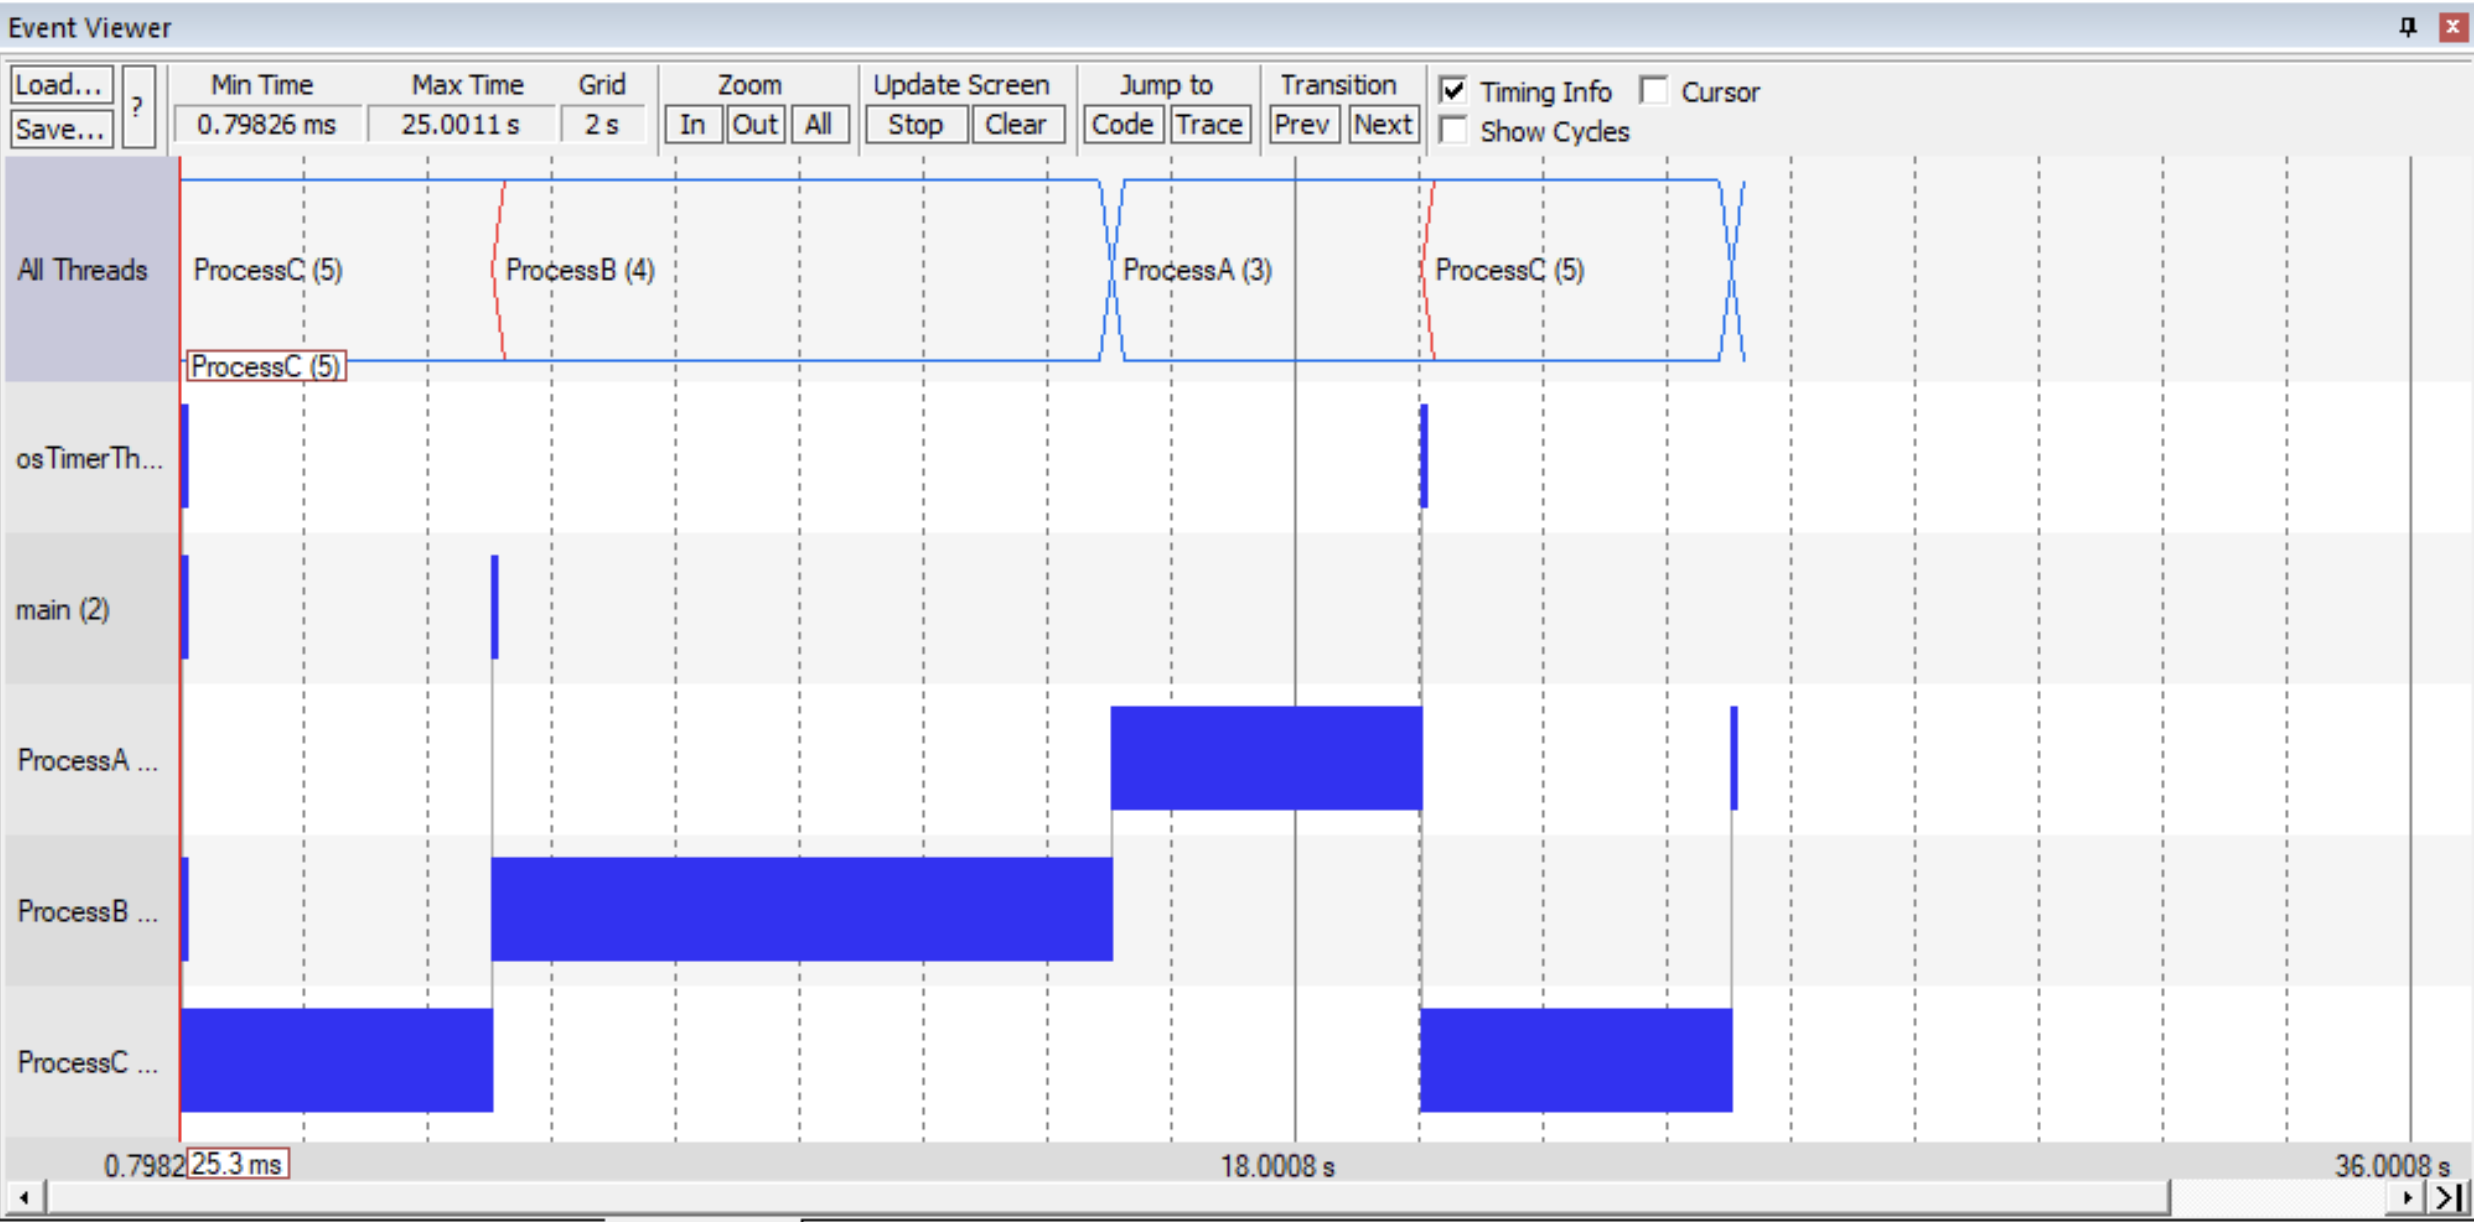 Event Viewer
Load... ? Min Time Max Time Grid Zoom Update Screen Jump to Transition Timing Info Cursor
Save... 0.79826 ms 25.0011 s 2 s In Out All Stop Clear Code Trace Prev Next Show Cycles
All Threads ProcessC (5) ProcessB (4) ProcessA (3) ProcessC (5)
ProcessC (5)
osTimerTh...
main (2)
ProcessA ...
ProcessB ...
ProcessC ...
0.7982 25.3 ms 18.0008 s 36.0008 s